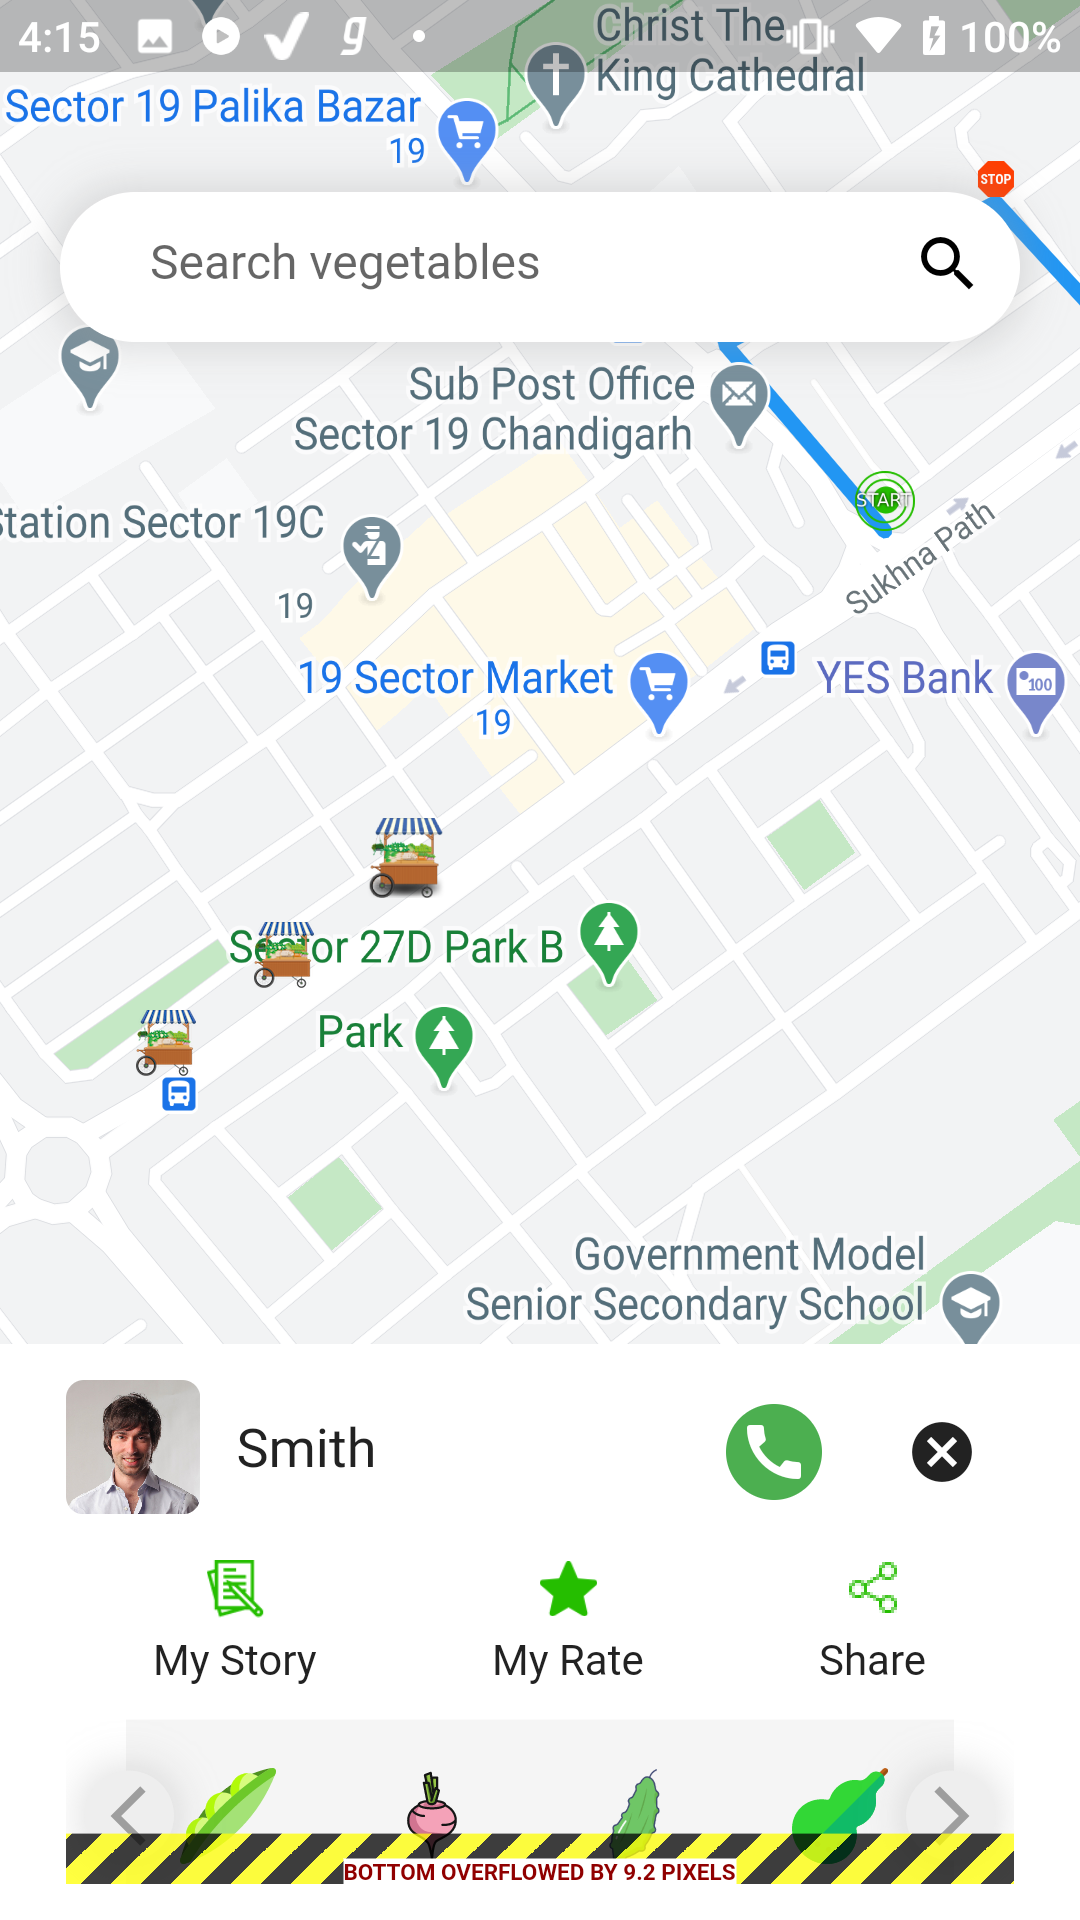 4:15
g
100%
Christ The
King Cathedral
Sector 19 Palika Bazar
19
STOP
Search vegetables
Sub Post Office
Sector 19 Chandigarh
START
Station Sector 19C
Sukhna Path
19
19 Sector Market
19
YES Bank
100
Sector 27D Park B
Park
Government Model
Senior Secondary School
Smith
My Story
My Rate
Share
BOTTOM OVERFLOWED BY 9.2 PIXELS